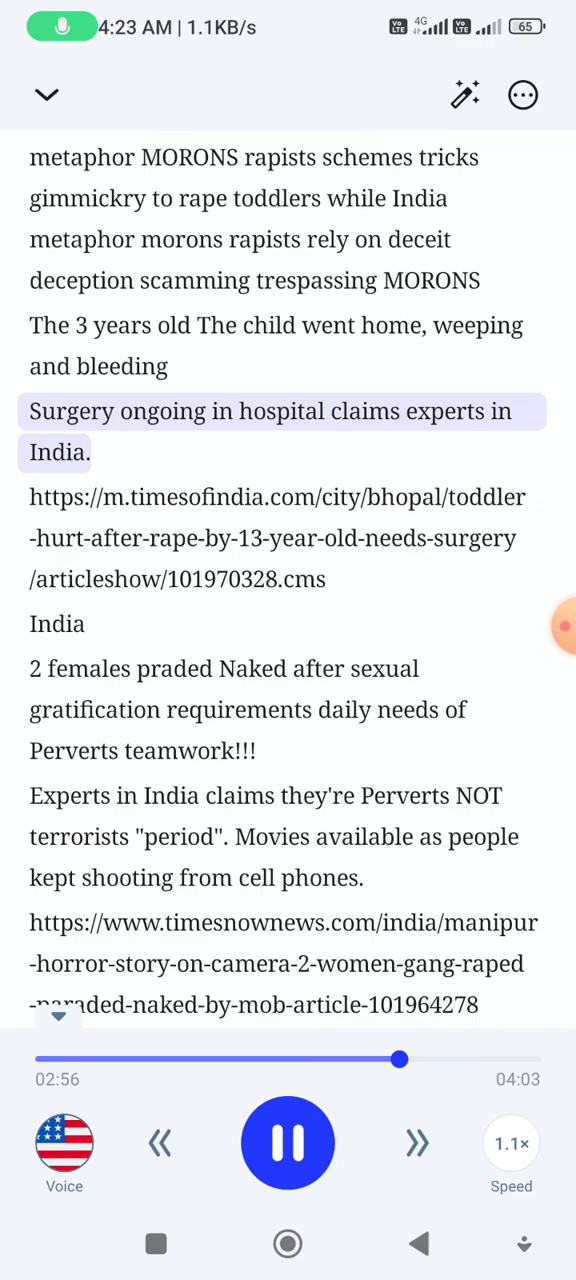 4:23 AM | 1.1KB/s
Vo LTE 4G Vo LTE 65
metaphor MORONS rapists schemes tricks
gimmickry to rape toddlers while India
metaphor morons rapists rely on deceit
deception scamming trespassing MORONS
The 3 years old The child went home, weeping
and bleeding
Surgery ongoing in hospital claims experts in
India.
https://m.timesofindia.com/city/bhopal/toddler
-hurt-after-rape-by-13-year-old-needs-surgery
/articleshow/101970328.cms
India
2 females praded Naked after sexual
gratification requirements daily needs of
Perverts teamwork!!!
Experts in India claims they're Perverts NOT
terrorists "period". Movies available as people
kept shooting from cell phones.
https://www.timesnownews.com/india/manipur
-horror-story-on-camera-2-women-gang-raped
-paraded-naked-by-mob-article-101964278
02:56 04:03
1.1×
Voice Speed